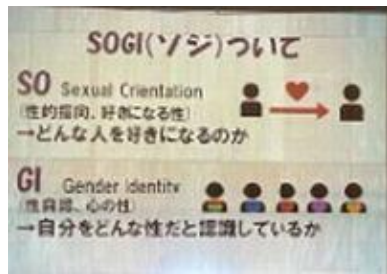 SOGI(ソジ)ついて
SO Sexual Orientation
(性的指向、好きになる性)
→どんな人を好きになるのか
GI Gender Identity
(性自認、心の性)
→自分をどんな性だと認識しているか